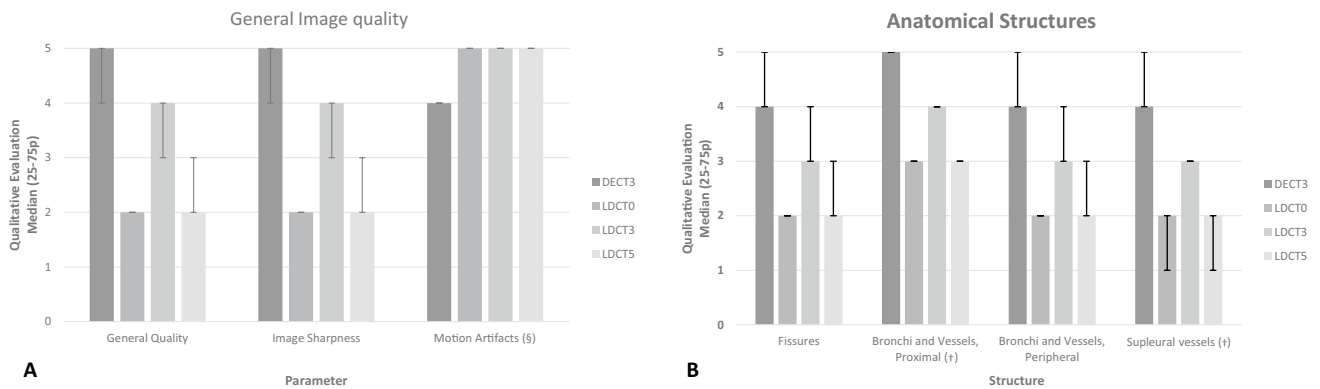 General Image quality
Qualitative Evaluation
Median (25-75p)
5
4
3
2
1
0
General Quality
Image Sharpness
Motion Artifacts (§)
Parameter
DECT3
LDCT0
LDCT3
LDCT5
A
Anatomical Structures
Qualitative Evaluation
Median (25-75p)
5
4
3
2
1
0
Fissures
Bronchi and Vessels,
Proximal (†)
Bronchi and Vessels,
Peripheral
Supleural vessels (†)
Structure
DECT3
LDCT0
LDCT3
LDCT5
B